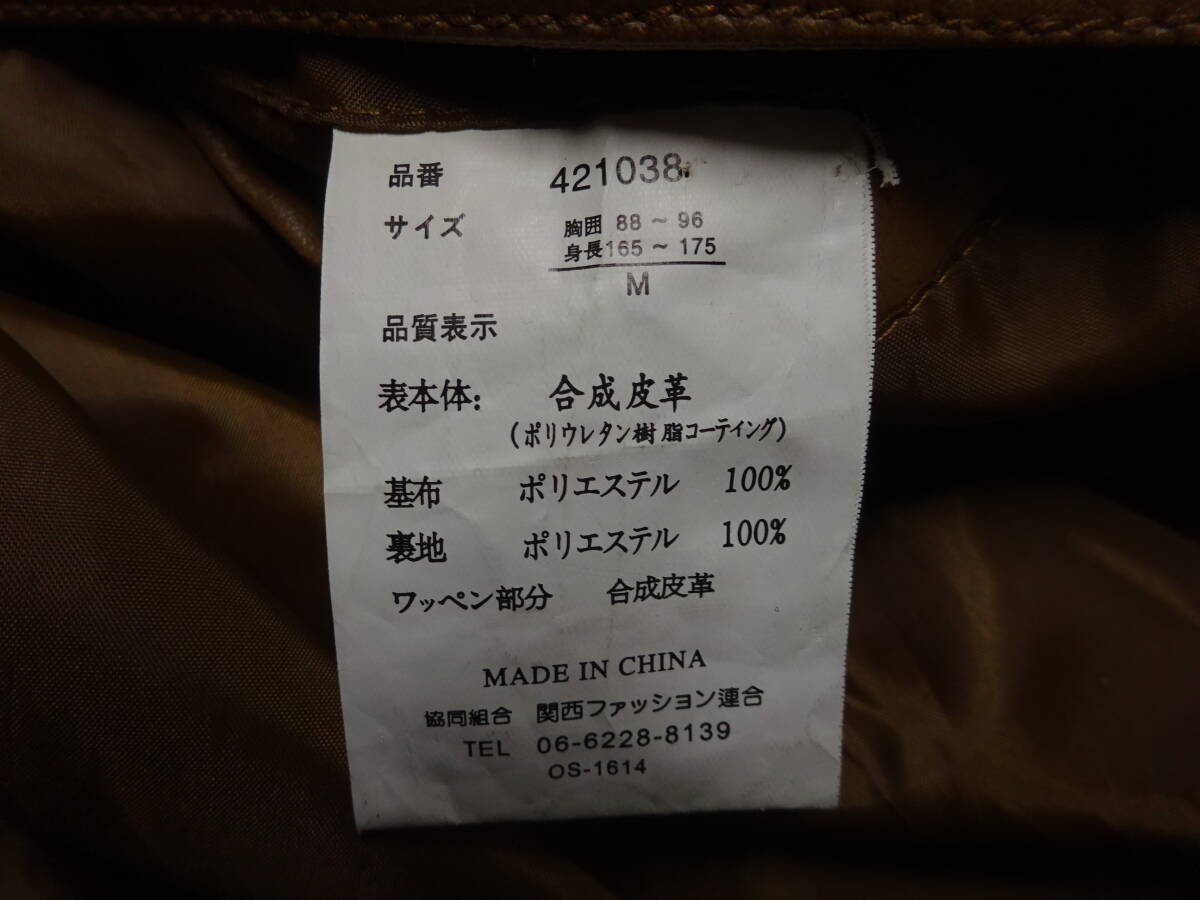 品番 421038
サイズ 胸囲 88 ~ 96
身長165 ~ 175
M
品質表示
表本体: 合成皮革
(ポリウレタン樹脂コーティング)
基布 ポリエステル 100%
裏地 ポリエステル 100%
ワッペン部分 合成皮革
MADE IN CHINA
協同組合 関西ファッション連合
TEL 06-6228-8139
OS-1614